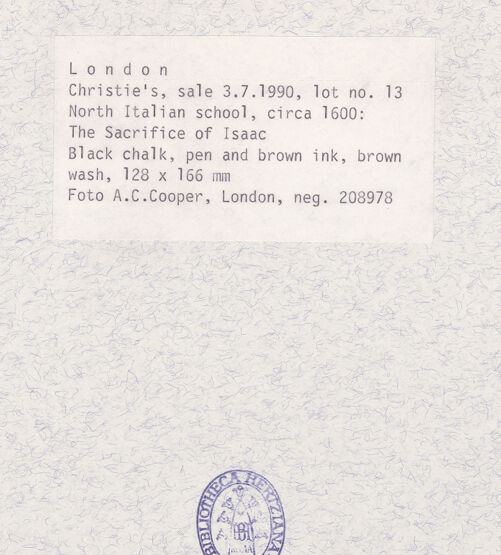 London
Christie's, sale 3.7.1990, lot no. 13
North Italian school, circa 1600:
The Sacrifice of Isaac
Black chalk, pen and brown ink, brown
wash, 128 x 166 mm
Foto A.C.Cooper, London, neg. 208978
BIBLIOTHECA HERTZIANA